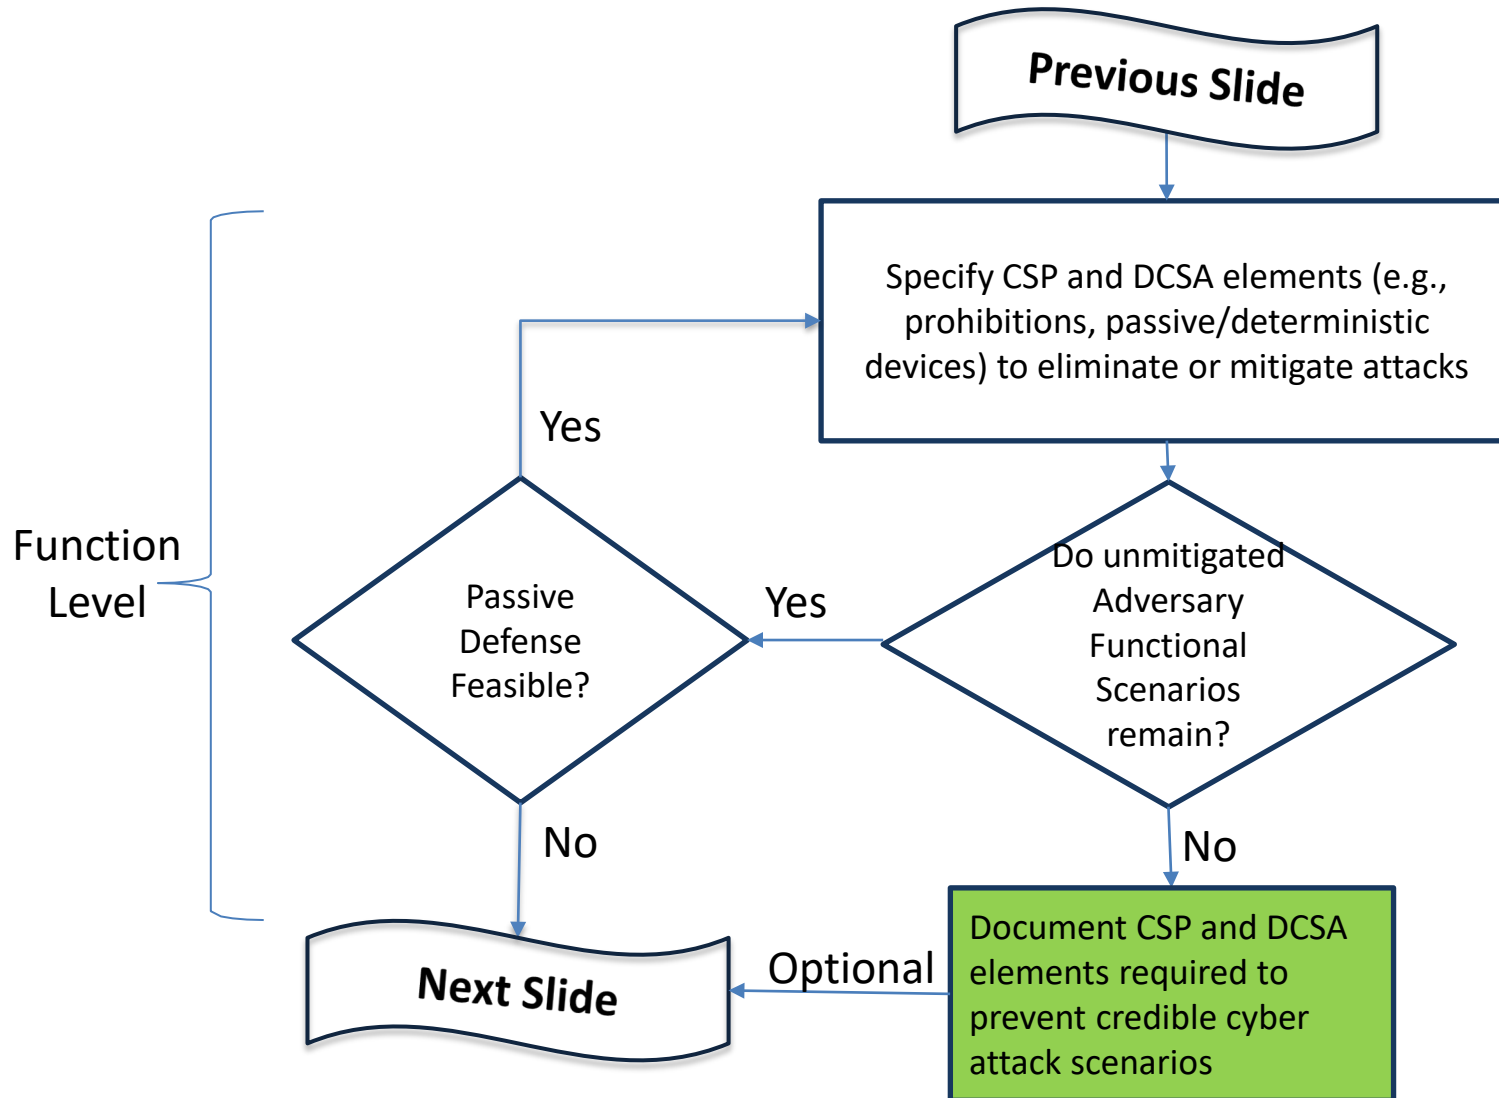 Previous Slide
Specify CSP and DCSA elements (e.g.,
prohibitions, passive/deterministic
devices) to eliminate or mitigate attacks
Yes
Function
Level
Passive
Defense
Feasible?
Yes
Do unmitigated
Adversary
Functional
Scenarios
remain?
No
No
Next Slide
Optional
Document CSP and DCSA
elements required to
prevent credible cyber
attack scenarios